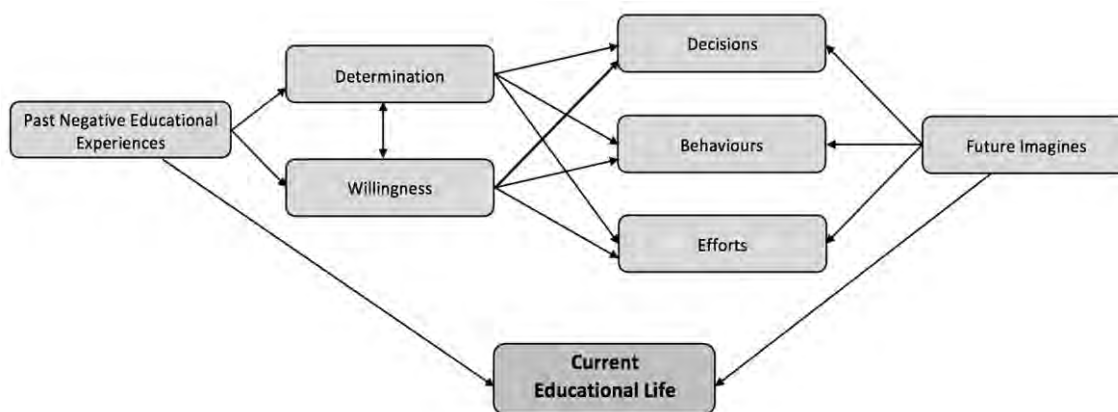 Decisions
Determination
Past Negative Educational
Experiences
Behaviours
Future Imagines
Willingness
Efforts
Current
Educational Life